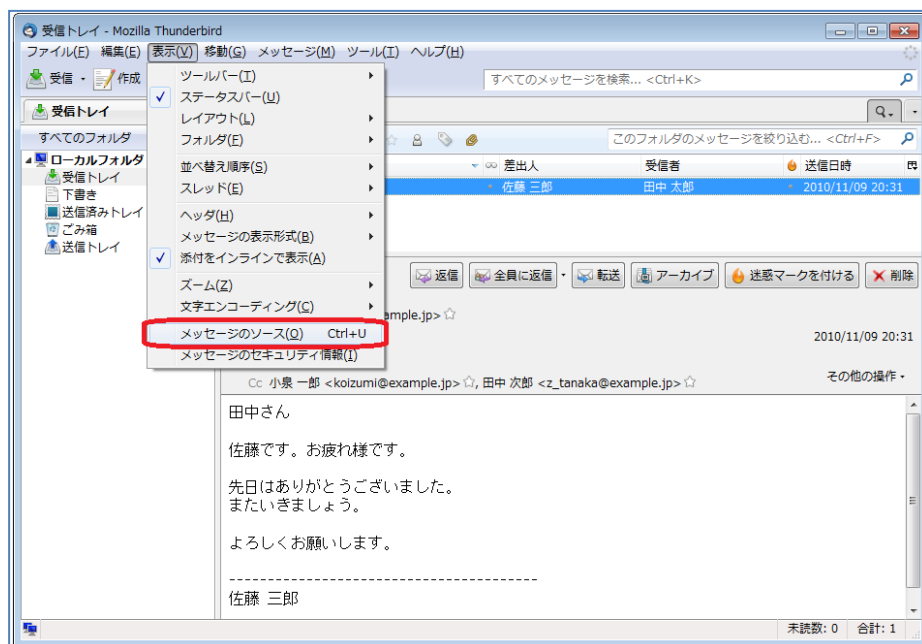 受信トレイ - Mozilla Thunderbird
ファイル(F) 編集(E) 表示(V) 移動(G) メッセージ(M) ツール(T) ヘルプ(H)
受信 作成 すべてのメッセージを検索... <Ctrl+K>
受信トレイ
すべてのフォルダ
このフォルダのメッセージを絞り込む... <Ctrl+F>
ローカルフォルダ
受信トレイ
下書き
送信済みトレイ
ごみ箱
送信トレイ
ツールバー(T)
ステータスバー(U)
レイアウト(L)
フォルダ(F)
並べ替え順序(S)
スレッド(E)
ヘッダ(H)
メッセージの表示形式(B)
添付をインラインで表示(A)
ズーム(Z)
文字エンコーディング(C)
メッセージのソース(O) Ctrl+U
メッセージのセキュリティ情報(I)
差出人 受信者 送信日時
佐藤 三郎 田中 太郎 2010/11/09 20:31
返信 全員に返信 転送 アーカイブ 迷惑マークを付ける 削除
ample.jp>
2010/11/09 20:31
Cc 小泉 一郎 <koizumi@example.jp>, 田中 次郎 <z_tanaka@example.jp> その他の操作
田中さん
佐藤です。お疲れ様です。
先日はありがとうございました。
またいきましょう。
よろしくお願いします。
----------------------------------------
佐藤 三郎
未読数: 0 合計: 1